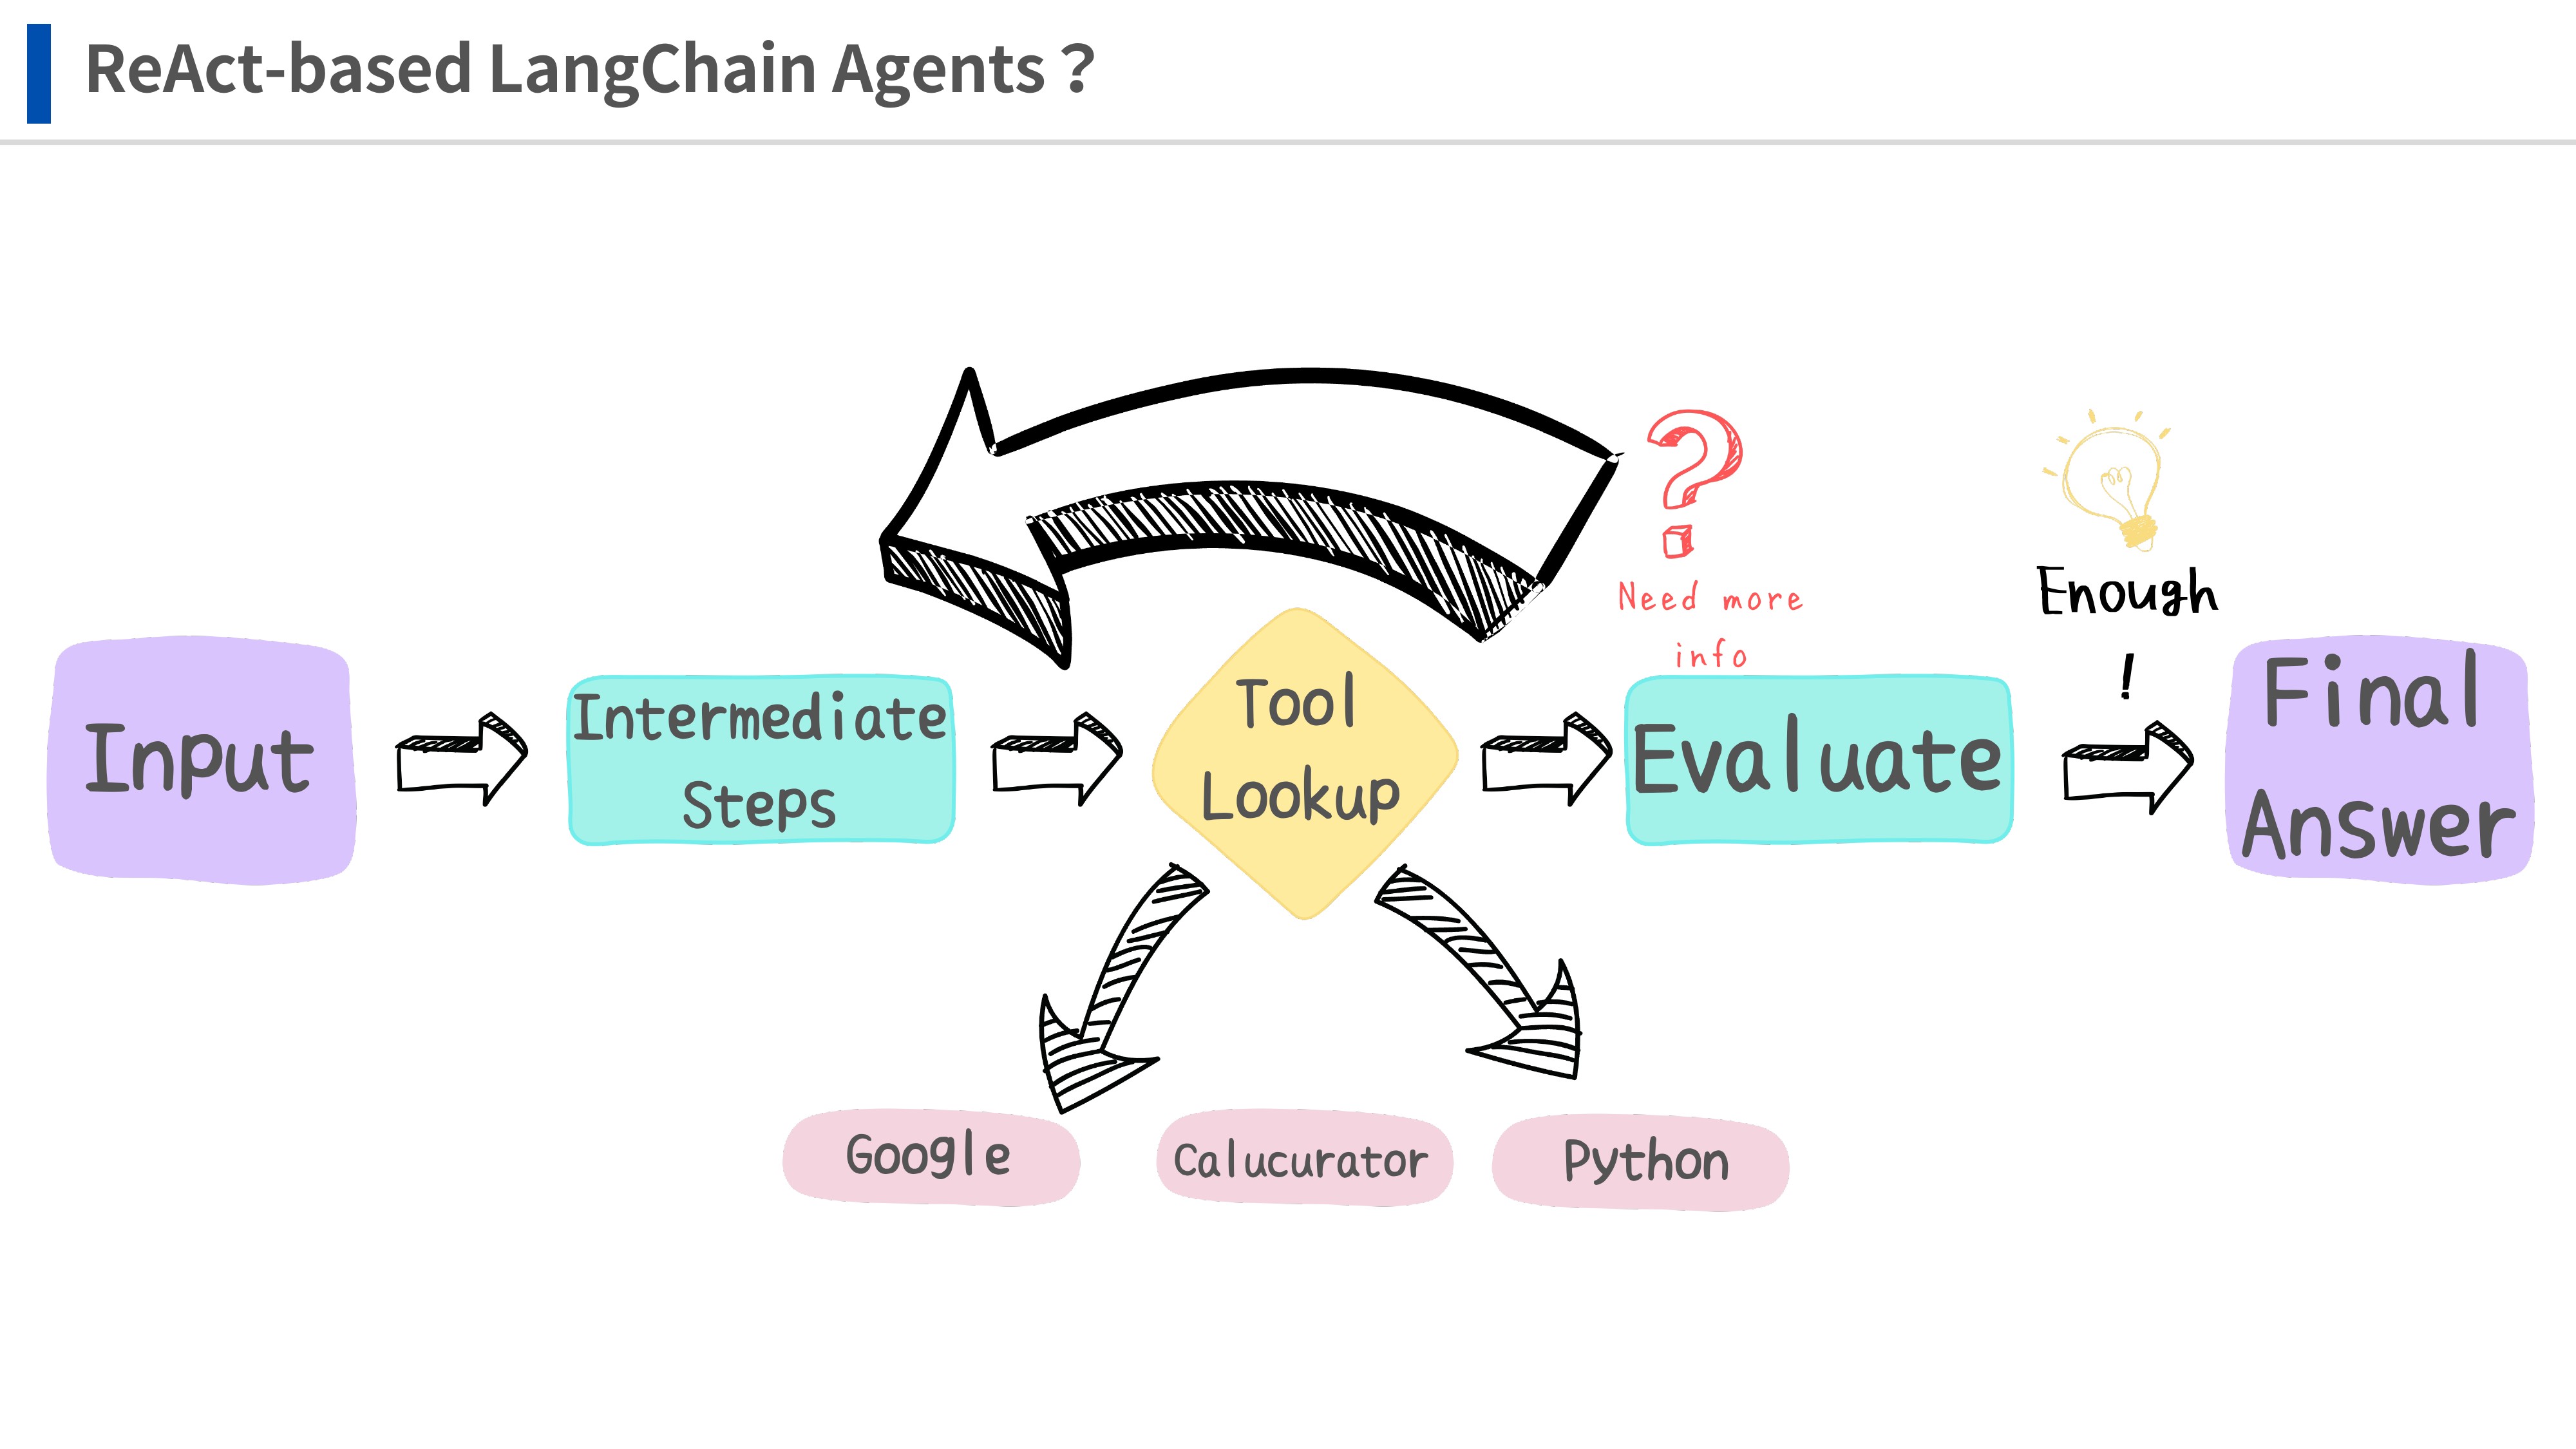 ReAct-based LangChain Agents？
Need more
info
Enough
!
Input
Intermediate
Steps
Tool
Lookup
Evaluate
Final
Answer
Google
Calucurator
Python